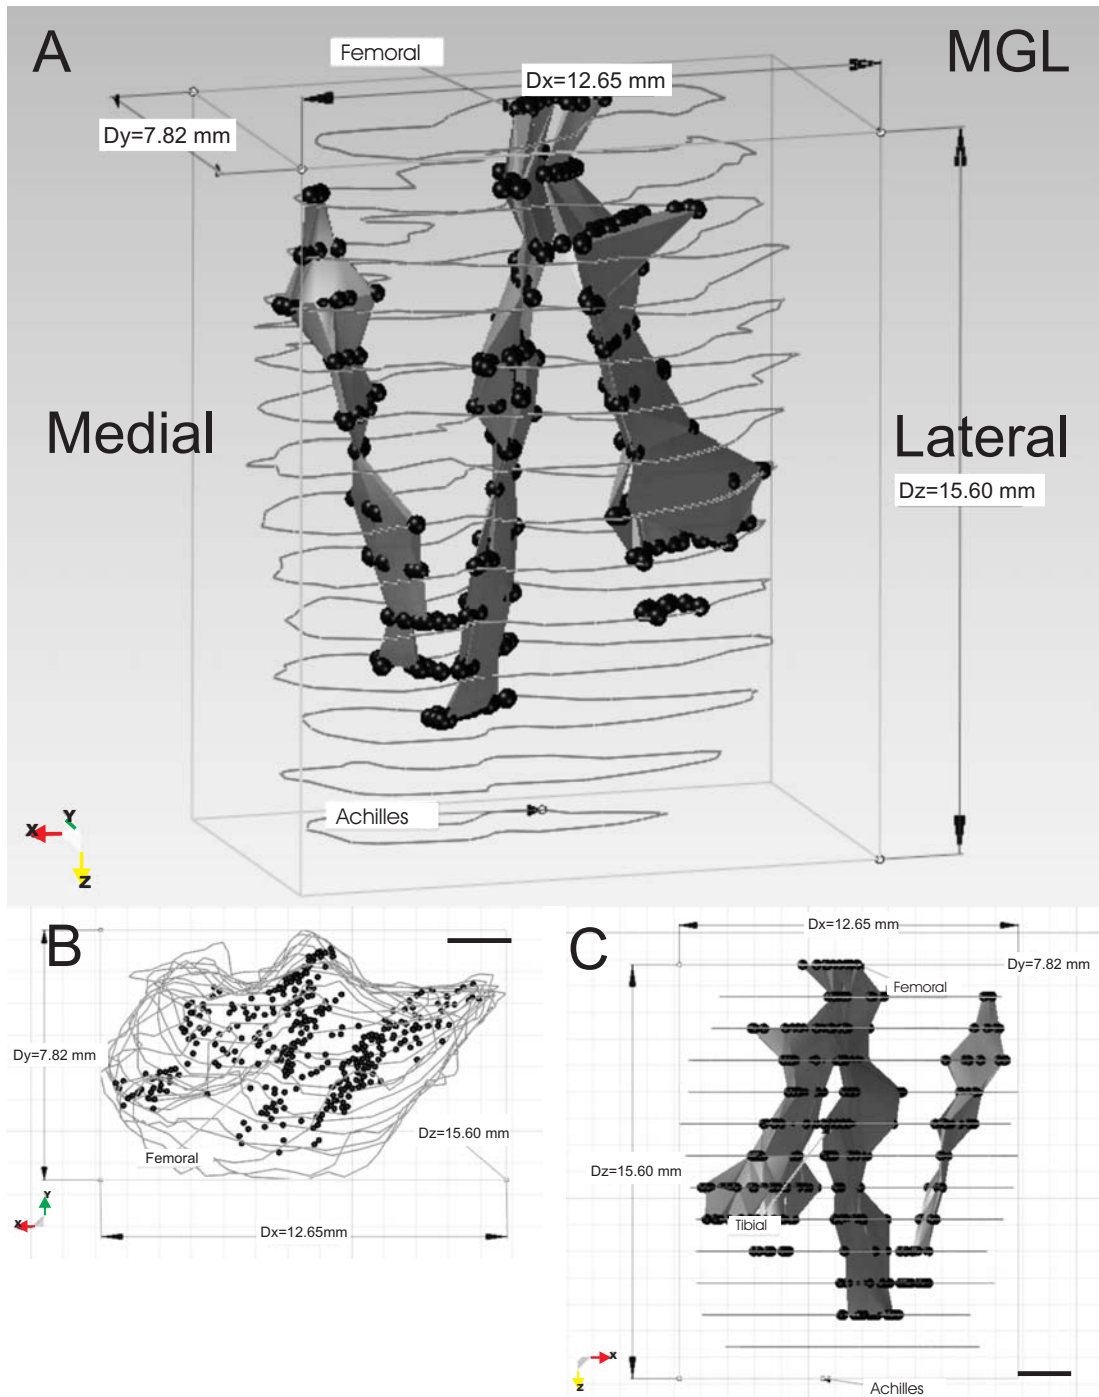 A
Femoral
MGL
Dx=12.65 mm
Dy=7.82 mm
Medial
Lateral
Dz=15.60 mm
Achilles
X
Y
Z
B
Dy=7.82 mm
Dz=15.60 mm
Femoral
Y
X
Dx=12.65mm
C
Dx=12.65 mm
Dy=7.82 mm
Femoral
Dz=15.60 mm
Tibial
X
Z
Achilles